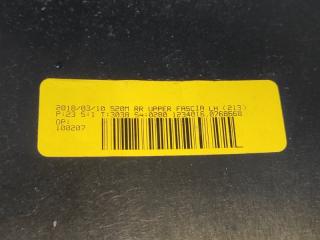 2018/03/10 520M RR UPPER FASCIA LH (213)
P:23 S:1 T:3038 S4:0280 1234016.0768668
OP:
100207